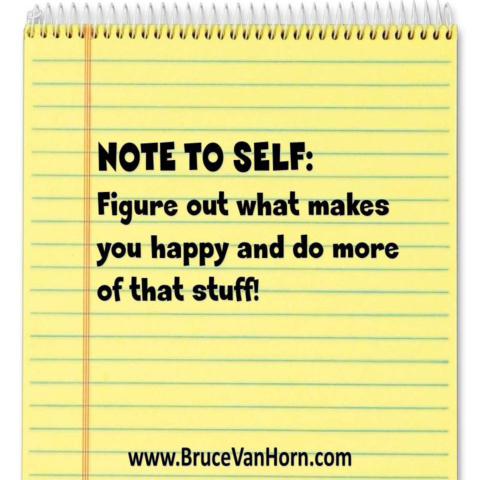 NOTE TO SELF:
Figure out what makes
you happy and do more
of that stuff!
www.BruceVanHorn.com